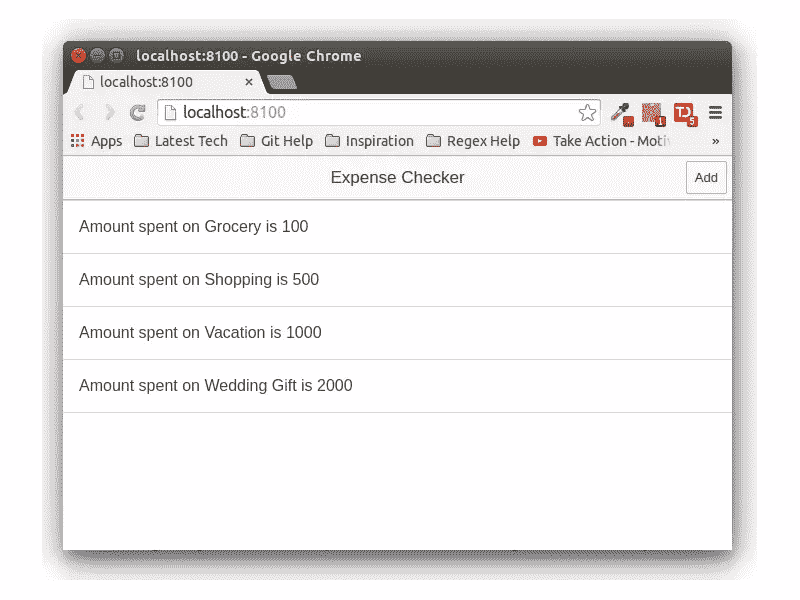 localhost:8100 - Google Chrome
localhost:8100 ×
localhost:8100
1 5
Apps Latest Tech Git Help Inspiration Regex Help Take Action - Moti »
Expense Checker Add
Amount spent on Grocery is 100
Amount spent on Shopping is 500
Amount spent on Vacation is 1000
Amount spent on Wedding Gift is 2000